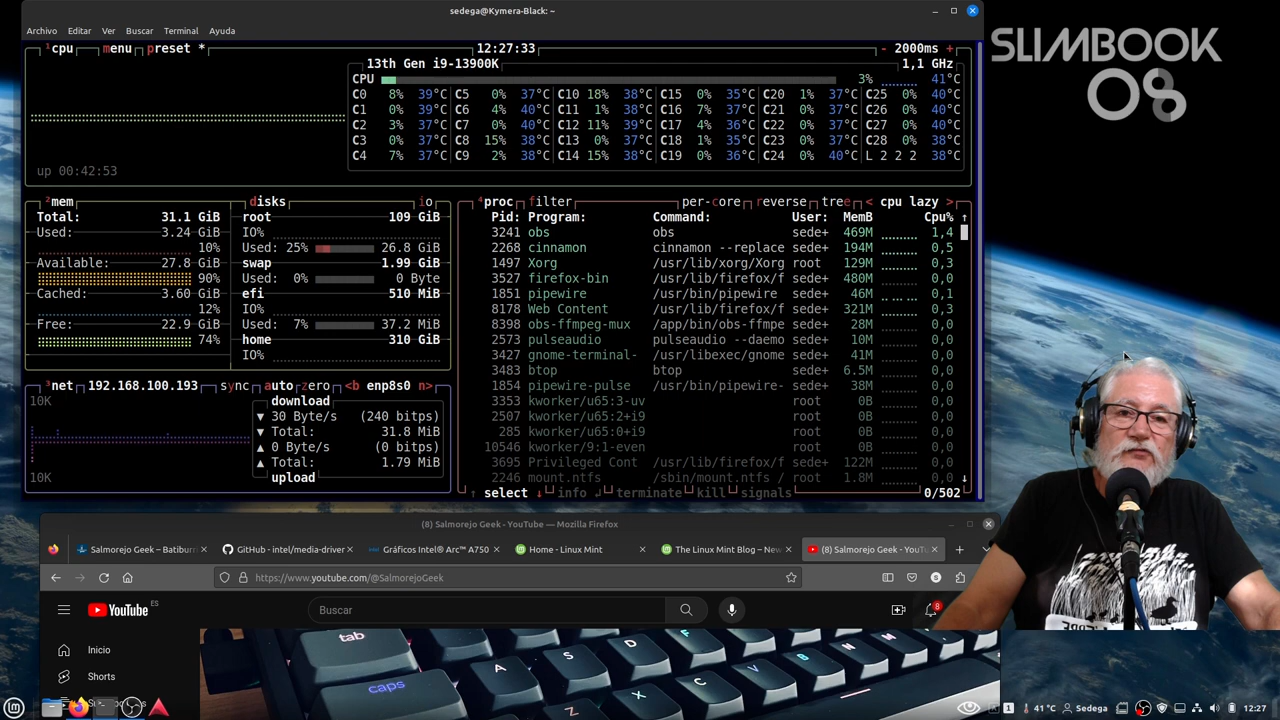 sedega@Kymera-Black: ~
Archivo Editar Ver Buscar Terminal Ayuda
SLIMBOOK
OS
¹cpu menu preset * 12:27:33 - 2000ms +
13th Gen i9-13900K 1,1 GHz
CPU 3% 41°C
C0 8% 39°C C5 0% 37°C C10 18% 38°C C15 0% 35°C C20 1% 37°C C25 0% 40°C
C1 0% 36°C C6 4% 40°C C11 1% 38°C C16 7% 37°C C21 0% 37°C C26 0% 40°C
C2 3% 37°C C7 0% 40°C C12 11% 39°C C17 4% 36°C C22 0% 37°C C27 0% 40°C
C3 0% 37°C C8 15% 38°C C13 0% 37°C C18 1% 35°C C23 0% 37°C C28 0% 38°C
C4 7% 37°C C9 2% 38°C C14 15% 38°C C19 0% 36°C C24 0% 40°C L 2 2 2 38°C
up 00:42:53
²mem disks io
Total: 31.1 GiB root 109 GiB
Used: 3.24 GiB IO%
10% Used: 25% 26.8 GiB
Available: 27.8 GiB swap 1.99 GiB
90% Used: 0% 0 Byte
Cached: 3.60 GiB efi 510 MiB
12% IO%
Free: 22.9 GiB Used: 7% 37.2 MiB
74% home 310 GiB
IO%
³net 192.168.100.193 sync auto zero <b enp8s0 n>
10K download
▼ 30 Byte/s (240 bitps)
▼ Total: 31.8 MiB
▲ 0 Byte/s (0 bitps)
▲ Total: 1.79 MiB
10K upload
⁴proc filter per-core reverse tree < cpu lazy >
Pid: Program: Command: User: MemB Cpu% ↑
3241 obs obs sede+ 469M 1,4
2268 cinnamon cinnamon --replace sede+ 194M 0,5
1497 Xorg /usr/lib/xorg/Xorg root 129M 0,3
3527 firefox-bin /usr/lib/firefox/f sede+ 480M 0,0
1851 pipewire /usr/bin/pipewire sede+ 46M 0,1
8178 Web Content /usr/lib/firefox/f sede+ 321M 0,3
8398 obs-ffmpeg-mux /app/bin/obs-ffmpe sede+ 28M 0,0
2573 pulseaudio pulseaudio --daemo sede+ 10M 0,0
3427 gnome-terminal- /usr/libexec/gnome sede+ 41M 0,0
3483 btop btop sede+ 6.5M 0,0
1854 pipewire-pulse /usr/bin/pipewire- sede+ 38M 0,0
3353 kworker/u65:3-uv root 0B 0,0
2507 kworker/u65:2+i9 root 0B 0,0
285 kworker/u65:0+i9 root 0B 0,0
10546 kworker/9:1-even root 0B 0,0
3695 Privileged Cont /usr/lib/firefox/f sede+ 122M 0,0
2246 mount.ntfs /sbin/mount.ntfs / root 1.8M 0,0 ↓
↑ select ↓ info ↲ terminate kill signals 0/502
(8) Salmorejo Geek - YouTube — Mozilla Firefox
Salmorejo Geek – Batibur GitHub - intel/media-driver Gráficos Intel® Arc™ A750 Home - Linux Mint The Linux Mint Blog – New (8) Salmorejo Geek - YouT
https://www.youtube.com/@SalmorejoGeek
YouTube ES Buscar 8
Inicio
Shorts
tab
caps
A S D F G H J K L
Z X C V B N M
1 41 °C Sedega 12:27